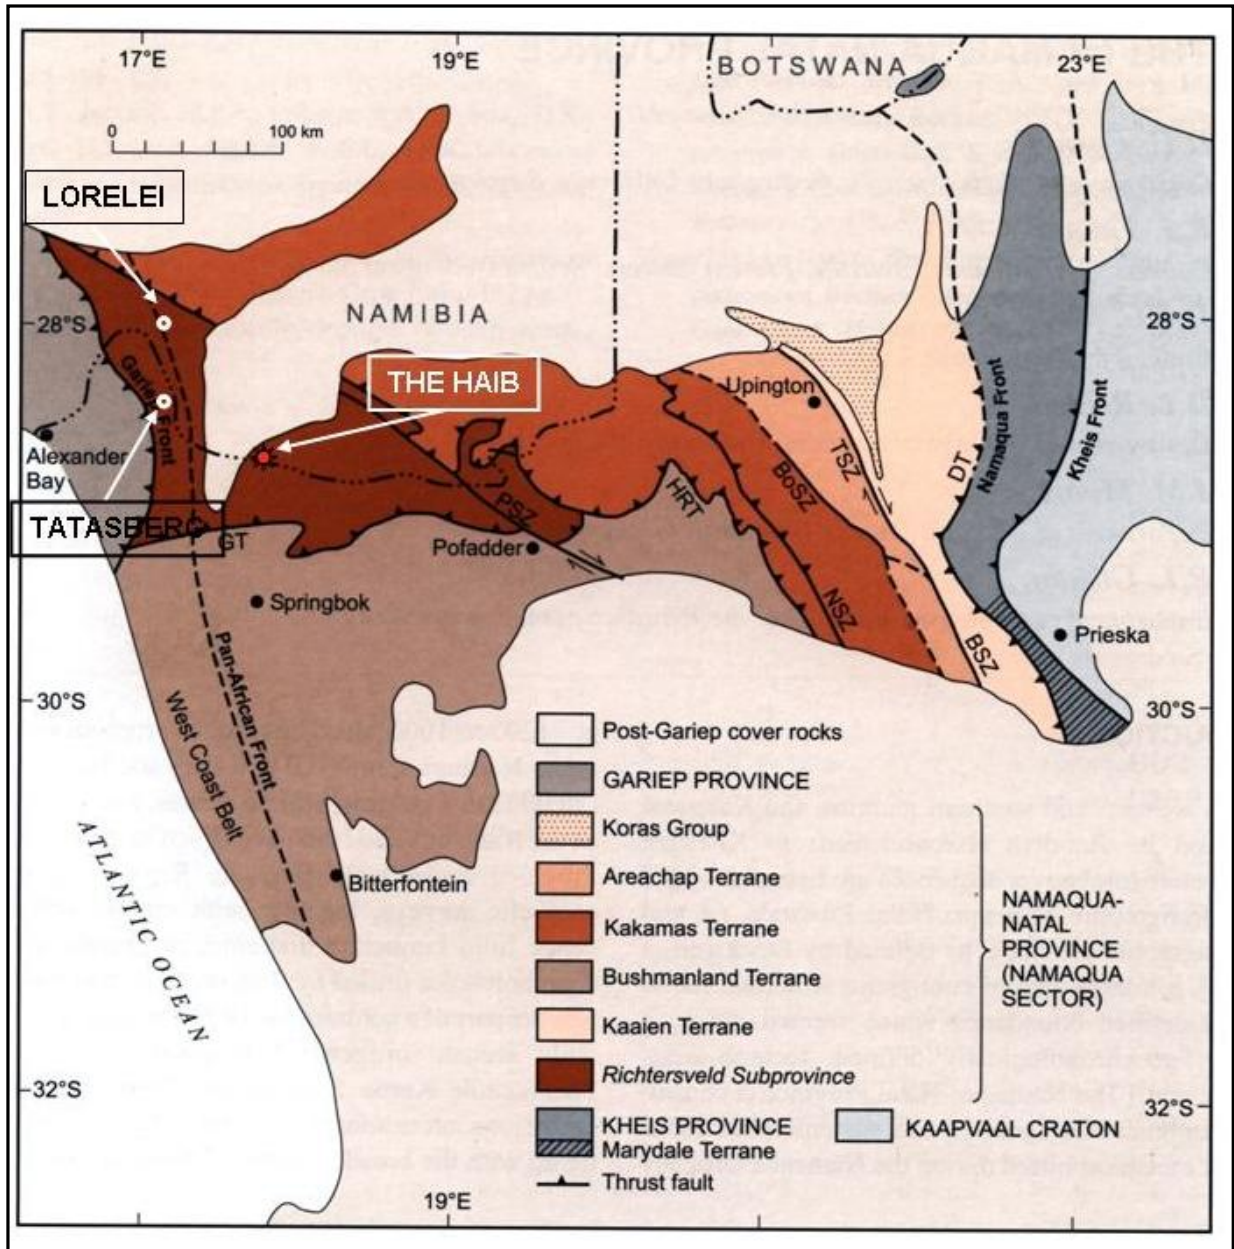 17°E
19°E
BOTSWANA
23°E
0
100 km
LORELEI
NAMIBIA
28°S
28°S
THE HAIB
Upington
Gariep Front
Namaqua Front
Kheis Front
Alexander
Bay
TSZ
DT
BoSZ
HRT
PSZ
TATASBERG
GT
Pofadder
Springbok
NSZ
BSZ
Prieska
Pan-African Front
West Coast Belt
30°S
30°S
Post-Gariep cover rocks
GARIEP PROVINCE
Koras Group
Areachap Terrane
Kakamas Terrane
Bushmanland Terrane
Kaaien Terrane
Richtersveld Subprovince
KHEIS PROVINCE
Marydale Terrane
Thrust fault
KAAPVAAL CRATON
NAMAQUA-
NATAL
PROVINCE
(NAMAQUA
SECTOR)
Bitterfontein
ATLANTIC OCEAN
32°S
32°S
19°E